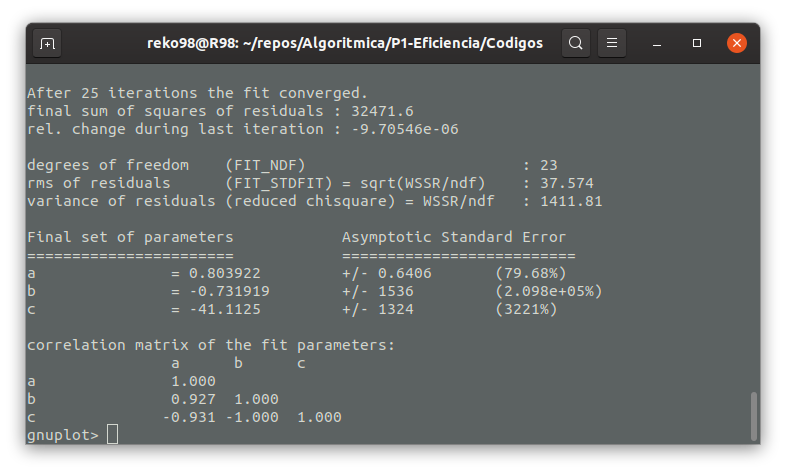 reko98@R98: ~/repos/Algoritmica/P1-Eficiencia/Codigos
After 25 iterations the fit converged.
final sum of squares of residuals : 32471.6
rel. change during last iteration : -9.70546e-06
degrees of freedom    (FIT_NDF)                        : 23
rms of residuals      (FIT_STDFIT) = sqrt(WSSR/ndf)    : 37.574
variance of residuals (reduced chisquare) = WSSR/ndf   : 1411.81
Final set of parameters            Asymptotic Standard Error
=======================            ==========================
a               = 0.803922         +/- 0.6406       (79.68%)
b               = -0.731919        +/- 1536         (2.098e+05%)
c               = -41.1125         +/- 1324         (3221%)
correlation matrix of the fit parameters:
                a      b      c
a               1.000
b               0.927  1.000
c              -0.931 -1.000  1.000
gnuplot>